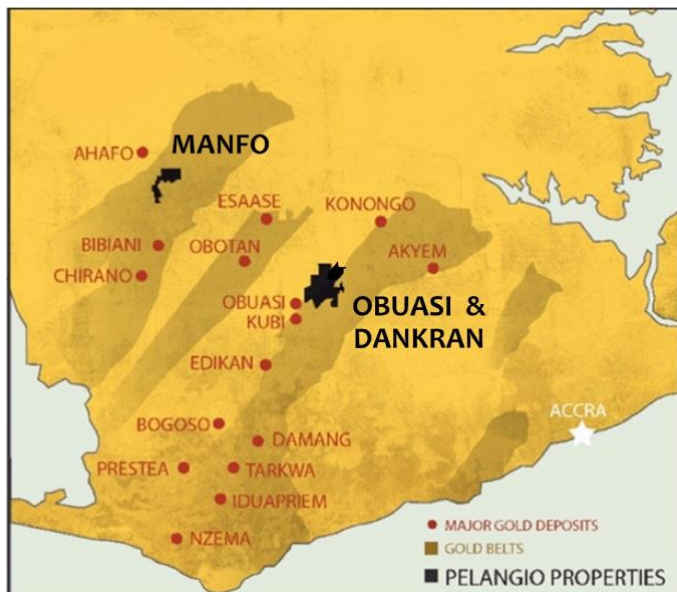 MANFO
AHAFO
ESAASE
KONONGO
BIBIANI
OBOTAN
AKYEM
CHIRANO
OBUASI
KUBI
OBUASI & DANKRAN
EDIKAN
ACCRA
BOGOSO
DAMANG
PRESTEA
TARKWA
IDUAPRIEM
NZEMA
MAJOR GOLD DEPOSITS
GOLD BELTS
PELANGIO PROPERTIES